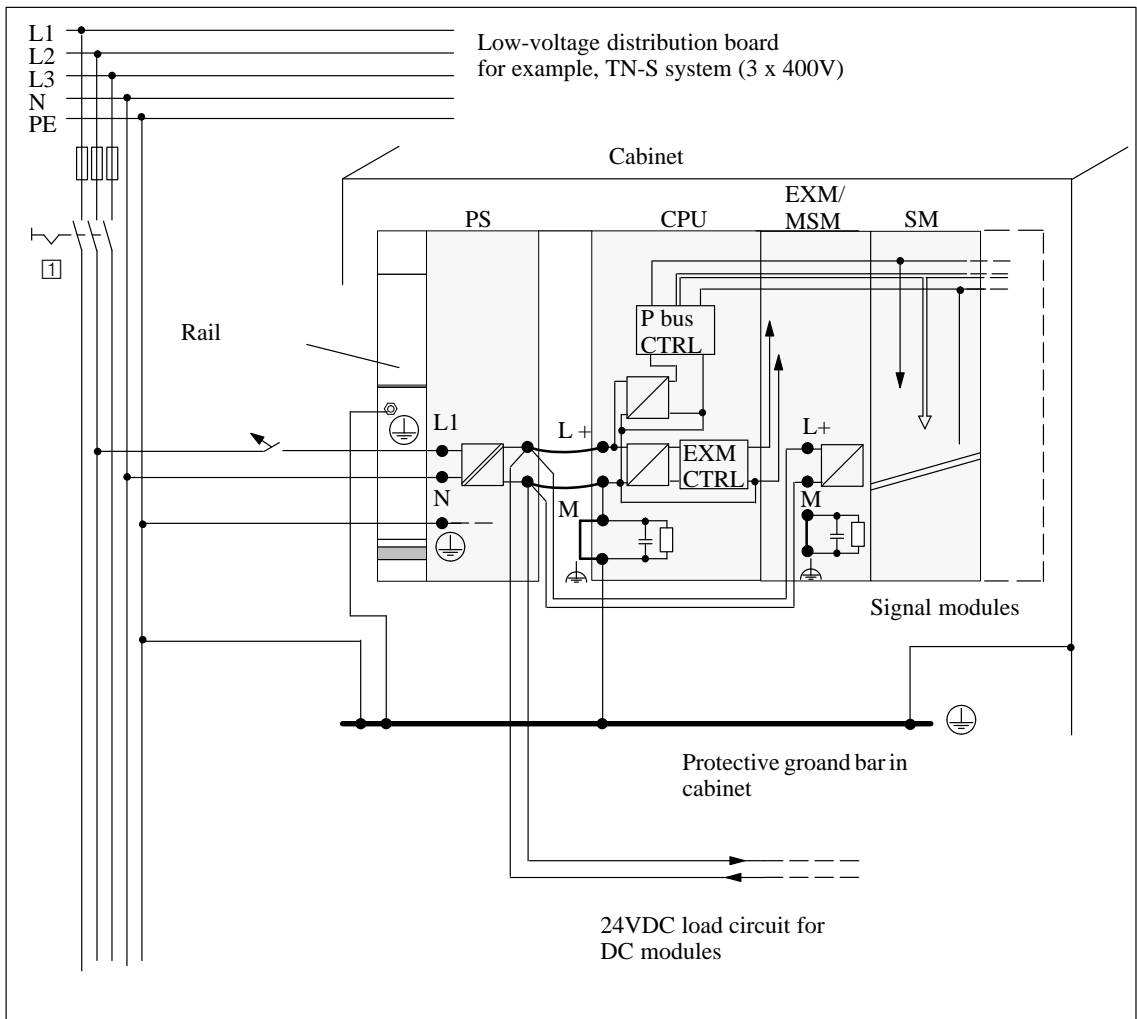 L1
L2
L3
N
PE
Low-voltage distribution board
for example, TN-S system (3 x 400V)
Cabinet
PS
CPU
EXM/
MSM
SM
1
Rail
P bus
CTRL
L1
L +
EXM
CTRL
L+
N
M
M
Signal modules
Protective ground bar in
cabinet
24VDC load circuit for
DC modules